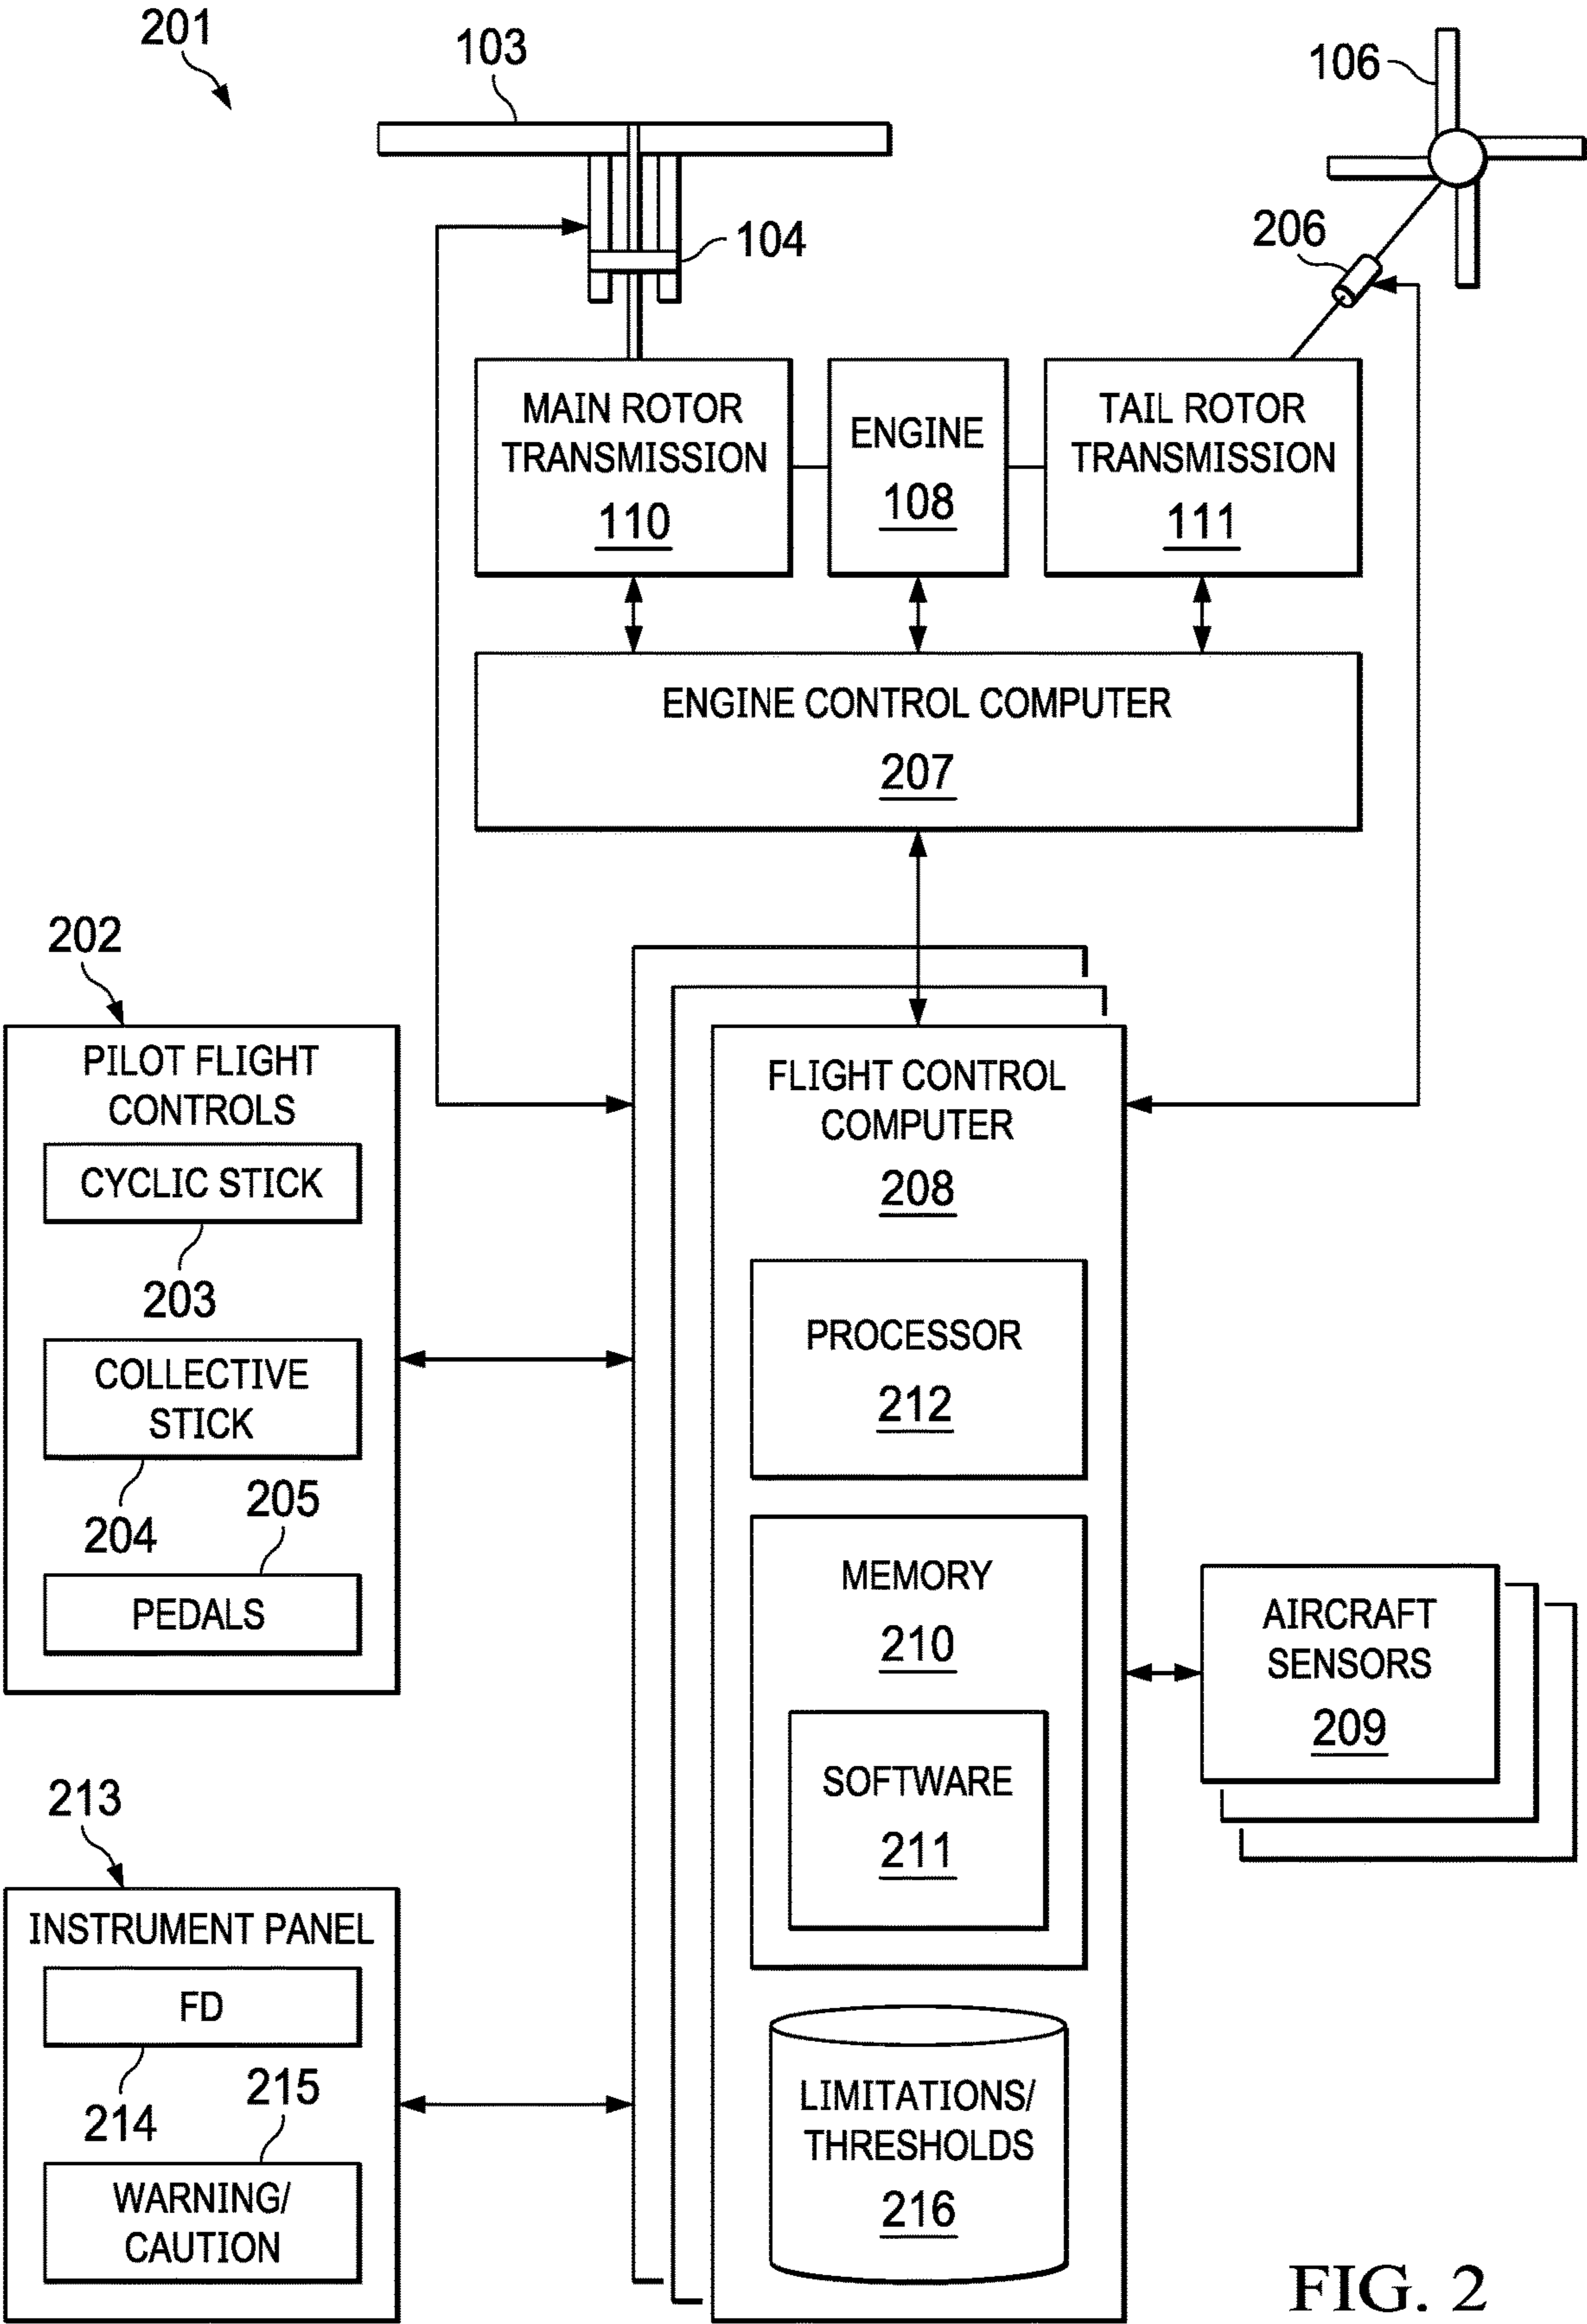 201
103
106
104
206
MAIN ROTOR
TRANSMISSION
110
ENGINE
108
TAIL ROTOR
TRANSMISSION
111
ENGINE CONTROL COMPUTER
207
202
PILOT FLIGHT
CONTROLS
CYCLIC STICK
203
COLLECTIVE
STICK
204
205
PEDALS
FLIGHT CONTROL
COMPUTER
208
PROCESSOR
212
MEMORY
210
SOFTWARE
211
LIMITATIONS/
THRESHOLDS
216
AIRCRAFT
SENSORS
209
213
INSTRUMENT PANEL
FD
214
215
WARNING/
CAUTION
FIG. 2